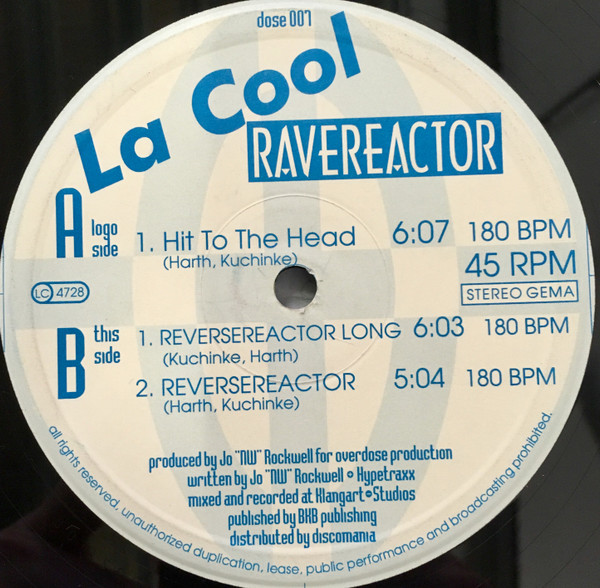 dose 007
La Cool
RAVEREACTOR
A logo side
1. Hit To The Head 6:07 180 BPM
(Harth, Kuchinke)
45 RPM
LC 4728
STEREO GEMA
B this side
1. REVERSEREACTOR LONG 6:03 180 BPM
(Kuchinke, Harth)
2. REVERSEREACTOR 5:04 180 BPM
(Harth, Kuchinke)
produced by Jo "NW" Rockwell for overdose production
written by Jo "NW" Rockwell • Hypetraxx
mixed and recorded at Klangart•Studios
published by BKB publishing
distributed by discomania
all rights reserved, unauthorized duplication, lease, public performance and broadcasting prohibited.